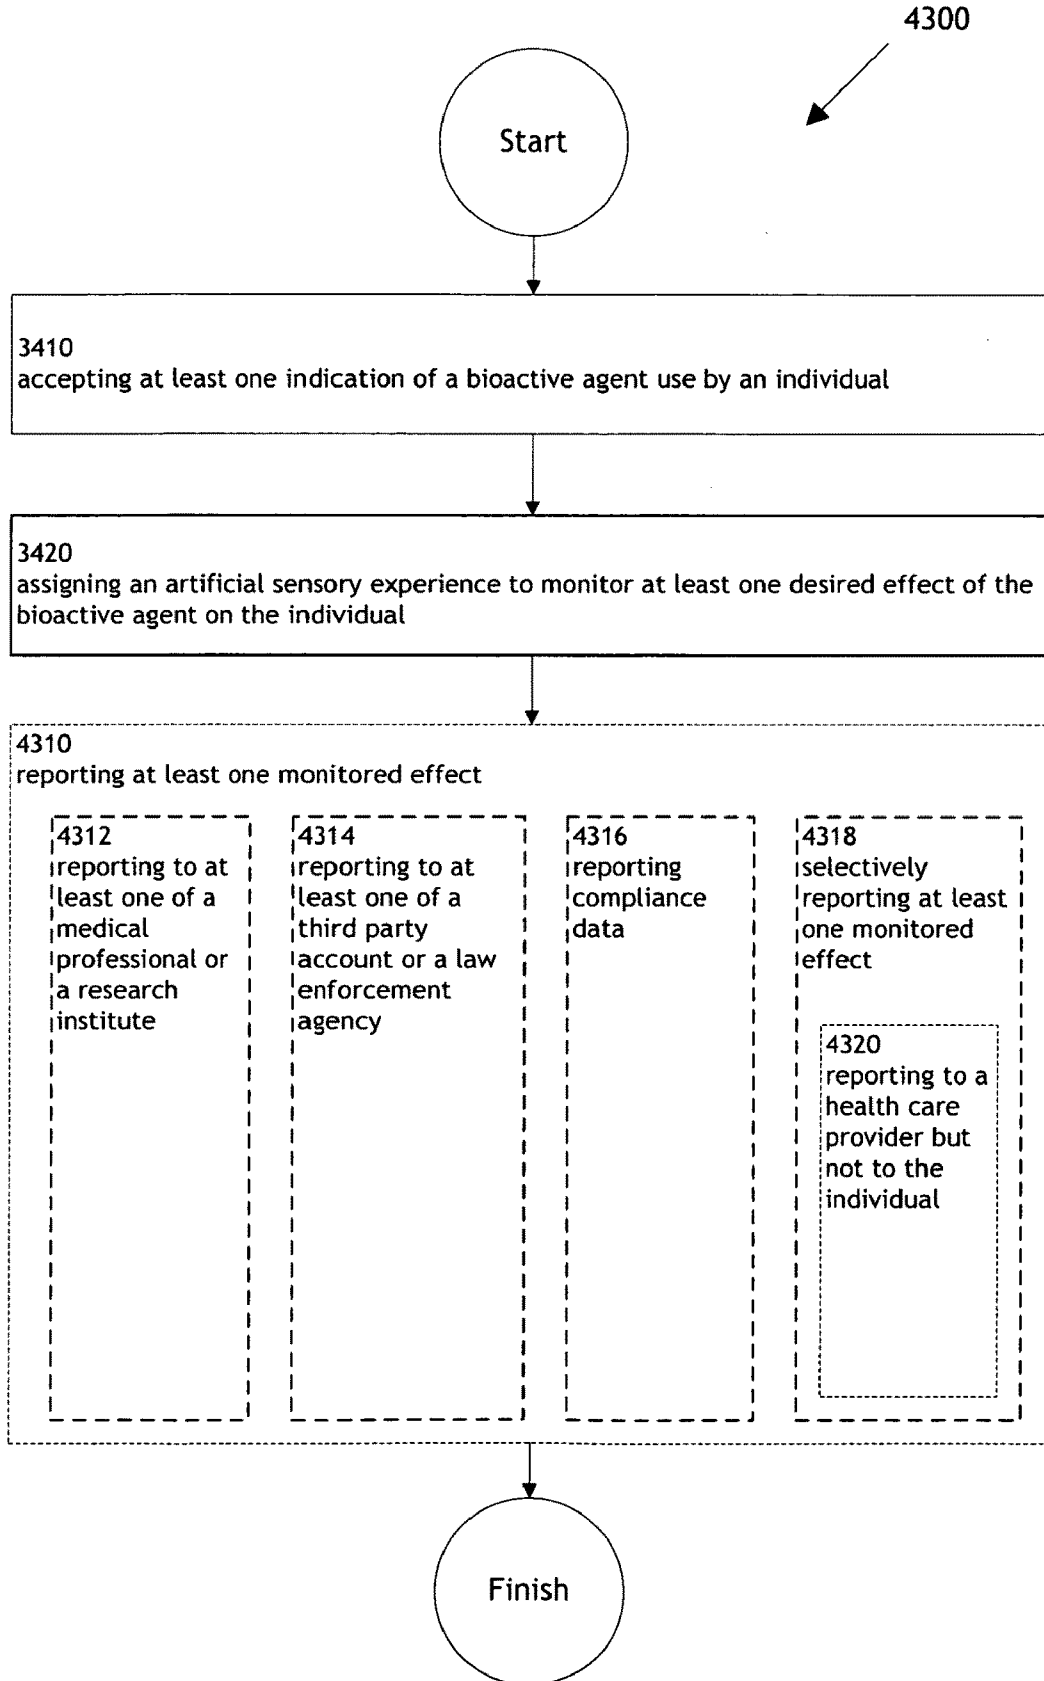 4300
Start
3410
accepting at least one indication of a bioactive agent use by an individual
3420
assigning an artificial sensory experience to monitor at least one desired effect of the
bioactive agent on the individual
4310
reporting at least one monitored effect
4312
reporting to at
least one of a
medical
professional or
a research
institute
4314
reporting to at
least one of a
third party
account or a law
enforcement
agency
4316
reporting
compliance
data
4318
selectively
reporting at least
one monitored
effect
4320
reporting to a
health care
provider but
not to the
individual
Finish